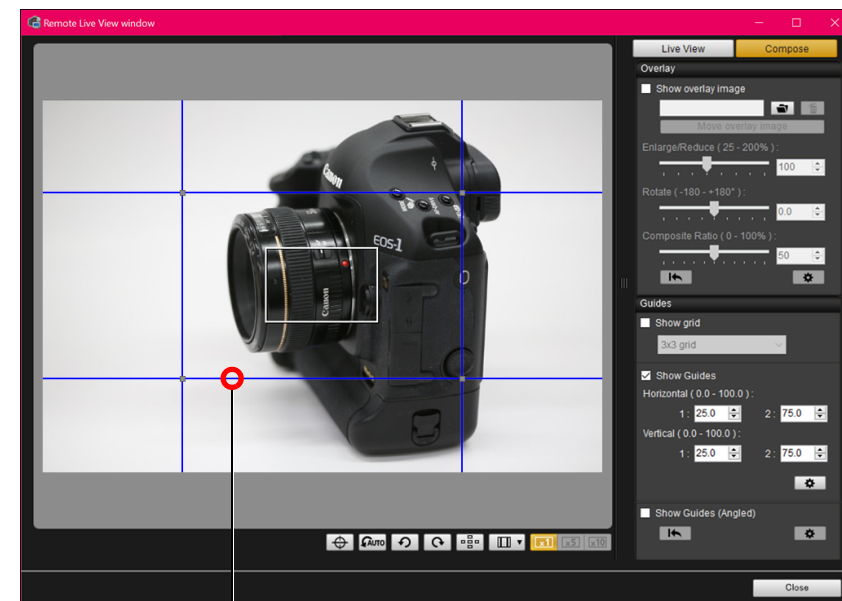 Remote Live View window
Live View
Compose
Overlay
Show overlay image
Move overlay image
Enlarge/Reduce ( 25 - 200% ) :
100
Rotate ( -180 - +180° ) :
0.0
Composite Ratio ( 0 - 100% ) :
50
Guides
Show grid
3x3 grid
Show Guides
Horizontal ( 0.0 - 100.0 ) :
1 : 25.0 2 : 75.0
Vertical ( 0.0 - 100.0 ) :
1 : 25.0 2 : 75.0
Show Guides (Angled)
Canon
EOS-1
Canon
AUTO
x1 x5 x10
Close